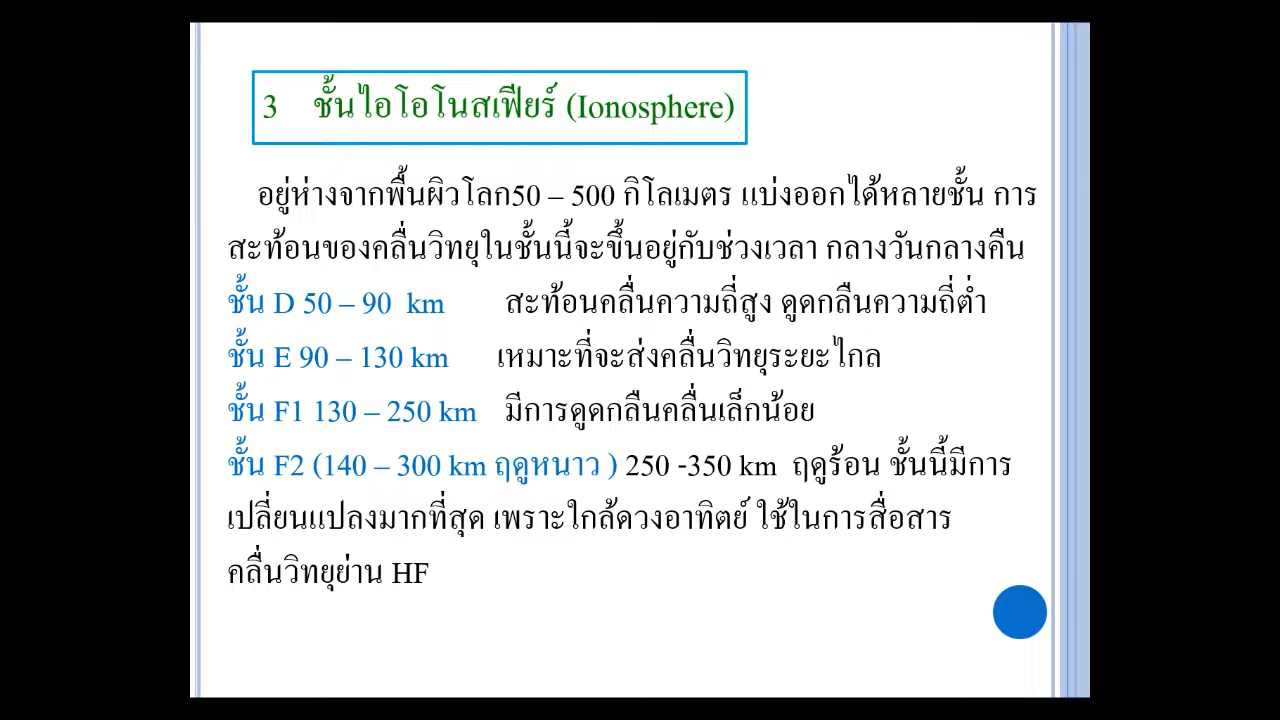 3 ชั้นไอโอโนสเฟียร์ (Ionosphere)
อยู่ห่างจากพื้นผิวโลก50 – 500 กิโลเมตร แบ่งออกได้หลายชั้น การ
สะท้อนของคลื่นวิทยุในชั้นนี้จะขึ้นอยู่กับช่วงเวลา กลางวันกลางคืน
ชั้น D 50 – 90 km สะท้อนคลื่นความถี่สูง ดูดกลืนความถี่ต่ำ
ชั้น E 90 – 130 km เหมาะที่จะส่งคลื่นวิทยุระยะไกล
ชั้น F1 130 – 250 km มีการดูดกลืนคลื่นเล็กน้อย
ชั้น F2 (140 – 300 km ฤดูหนาว ) 250 -350 km ฤดูร้อน ชั้นนี้มีการ
เปลี่ยนแปลงมากที่สุด เพราะใกล้ดวงอาทิตย์ ใช้ในการสื่อสาร
คลื่นวิทยุย่าน HF